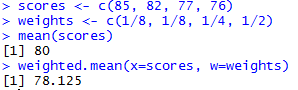 > scores <- c(85, 82, 77, 76)
> weights <- c(1/8, 1/8, 1/4, 1/2)
> mean(scores)
[1] 80
> weighted.mean(x=scores, w=weights)
[1] 78.125